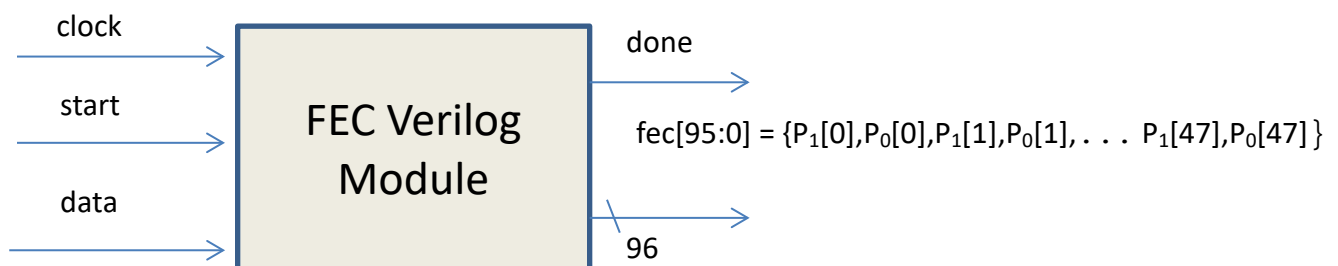 clock
start
data
FEC Verilog
Module
done
fec[95:0] = {P₁[0],P₀[0],P₁[1],P₀[1], . . . P₁[47],P₀[47] }
96